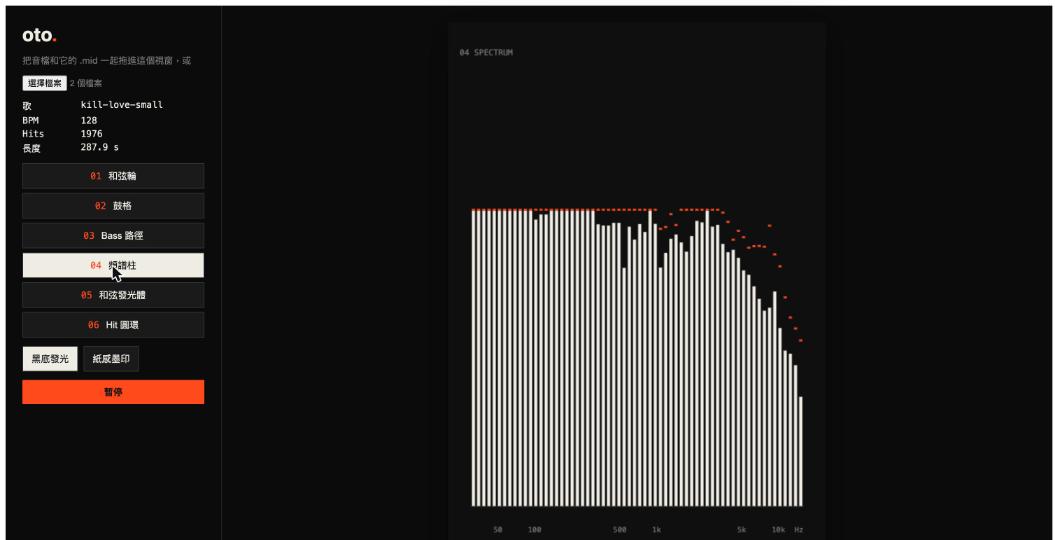 oto.
把音檔和它的 .mid 一起拖進這個視窗，或
選擇檔案 2 個檔案
歌 kill-love-small
BPM 128
Hits 1976
長度 287.9 s
01 和弦輪
02 鼓格
03 Bass 路徑
04 頻譜柱
05 和弦發光體
06 Hit 圓環
黑底發光 紙感墨印
暫停
04 SPECTRUM
50 100 500 1k 5k 10k Hz